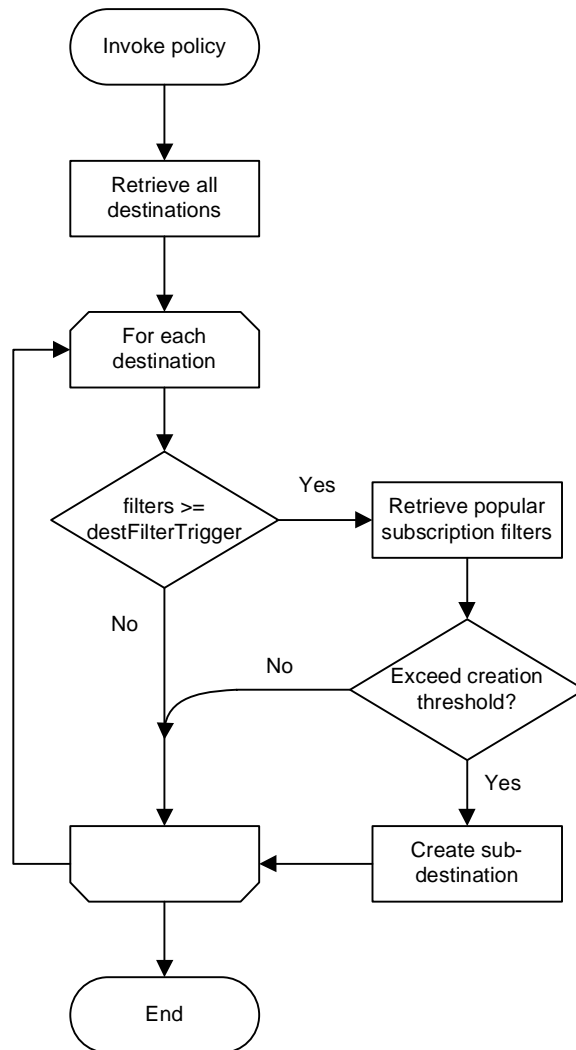 Invoke policy
Retrieve all
destinations
For each
destination
filters >=
destFilterTrigger
Yes
Retrieve popular
subscription filters
No
No
Exceed creation
threshold?
Yes
Create sub-
destination
End